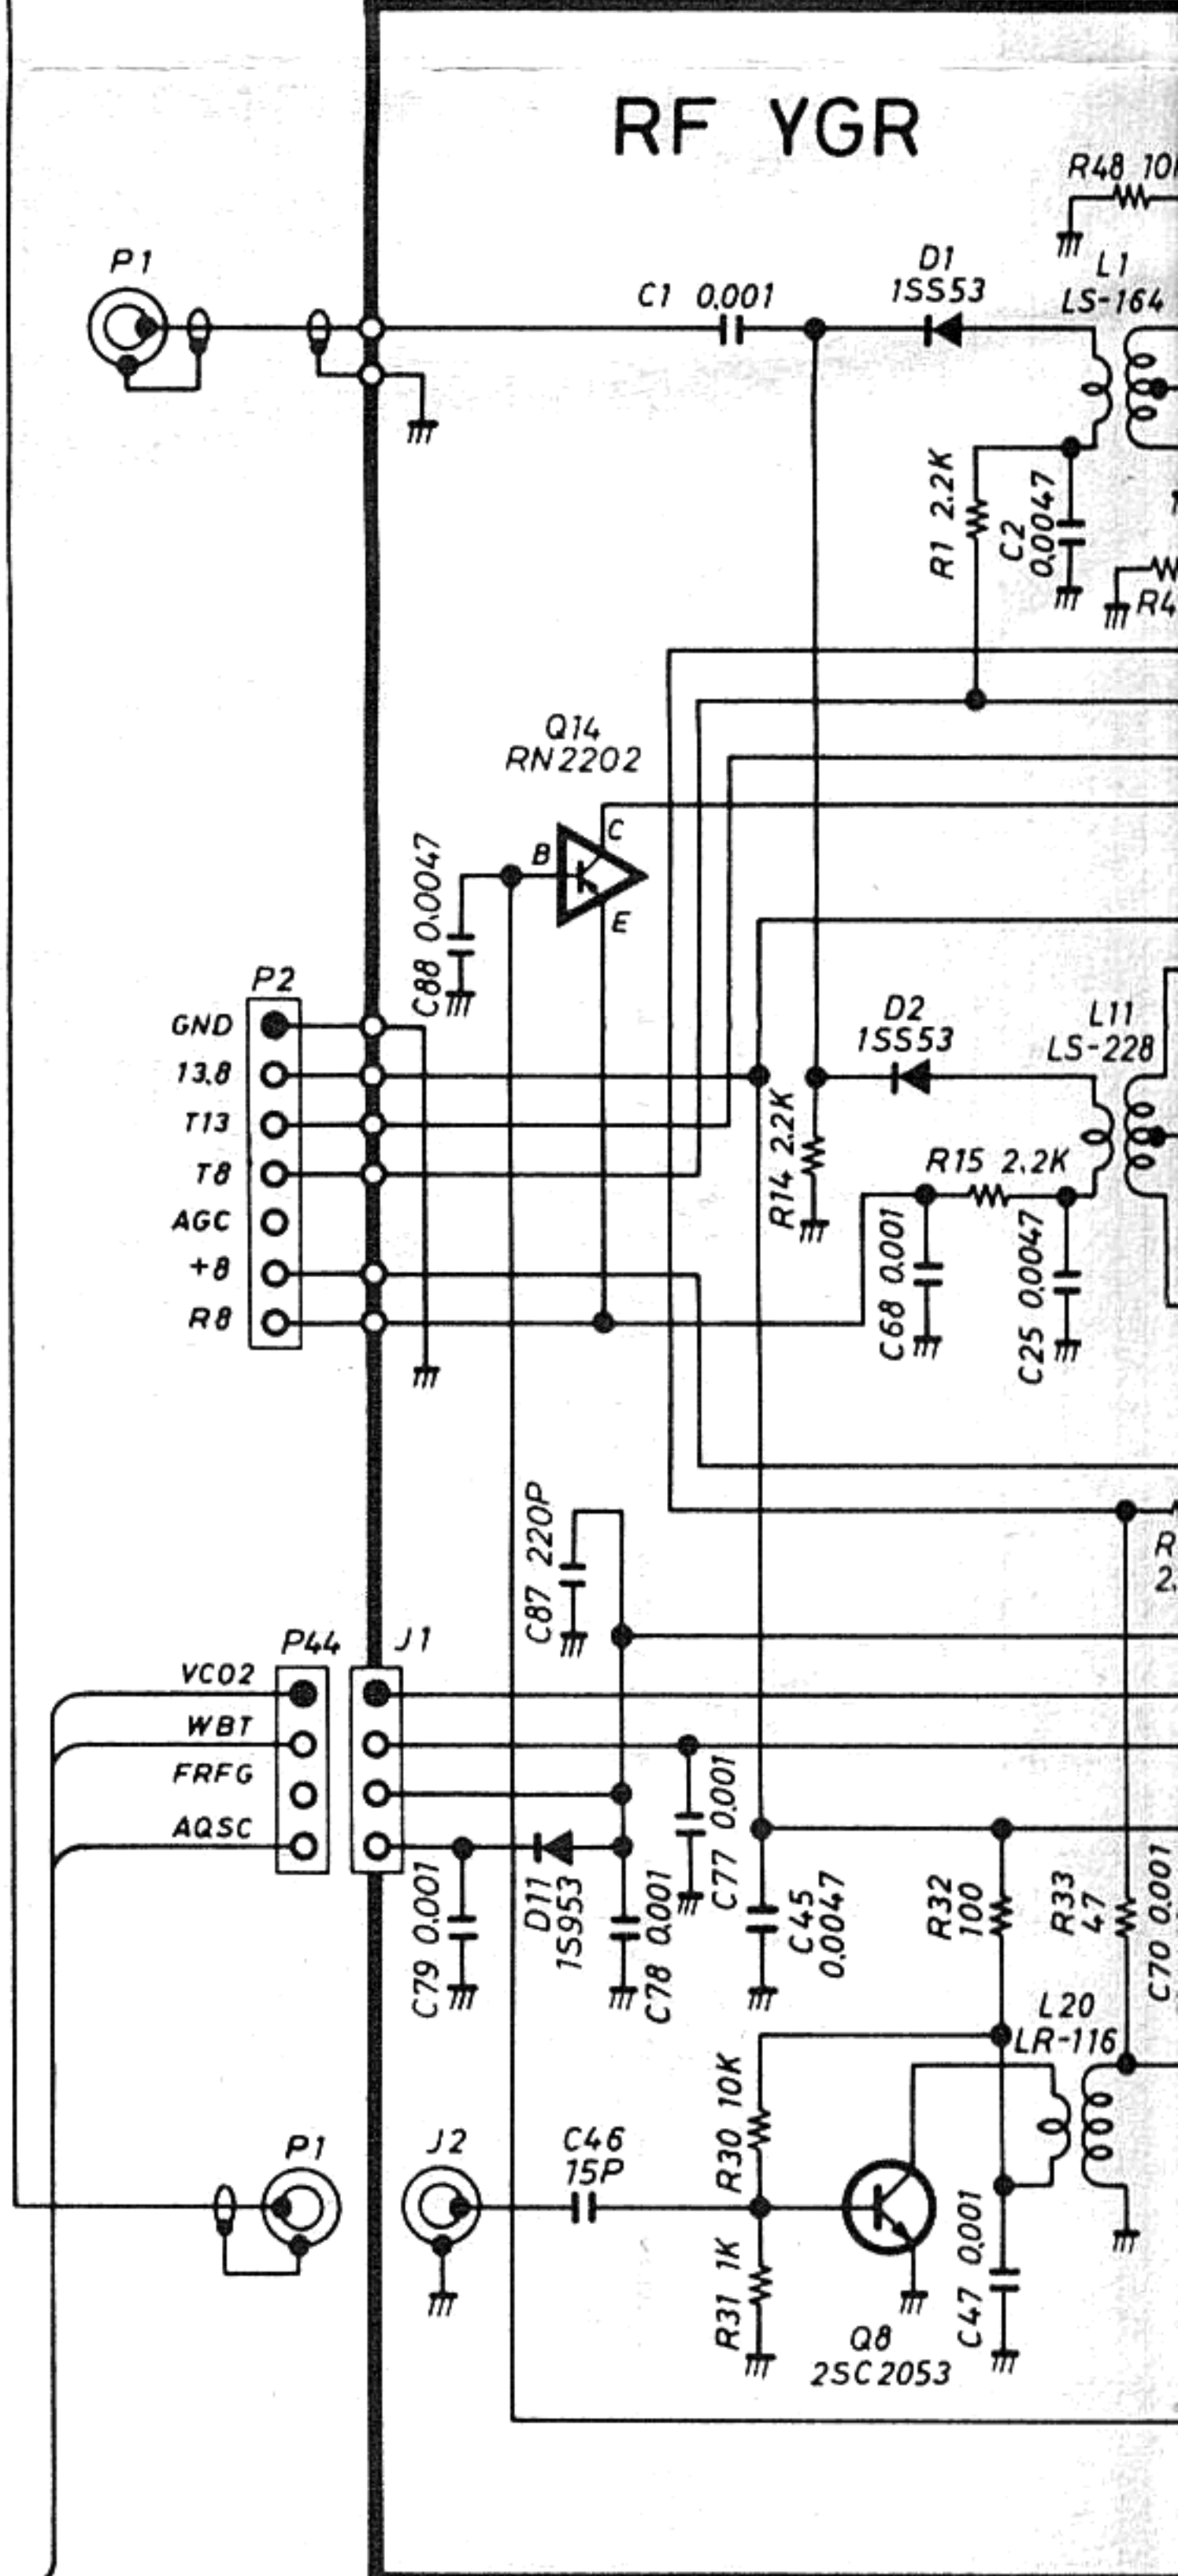 RF YGR
R48 10K
P1
D1
1SS53
L1
LS-164
C1 0.001
R1 2.2K
C2
0.0047
R4
Q14
RN2202
C
B
E
C88 0.0047
P2
GND
13.8
T13
T8
AGC
+8
R8
D2
1SS53
L11
LS-228
R14 2.2K
R15 2.2K
C68 0.001
C25 0.0047
C87 220P
R
2.
P44
J1
VCO2
WBT
FRFG
AQSC
C79 0.001
D11
1S953
C78 0.001
C77 0.001
C45
0.0047
R32
100
R33
47
C70 0.001
L20
LR-116
R30 10K
P1
J2
C46
15P
R31 1K
Q8
2SC2053
C47 0.001